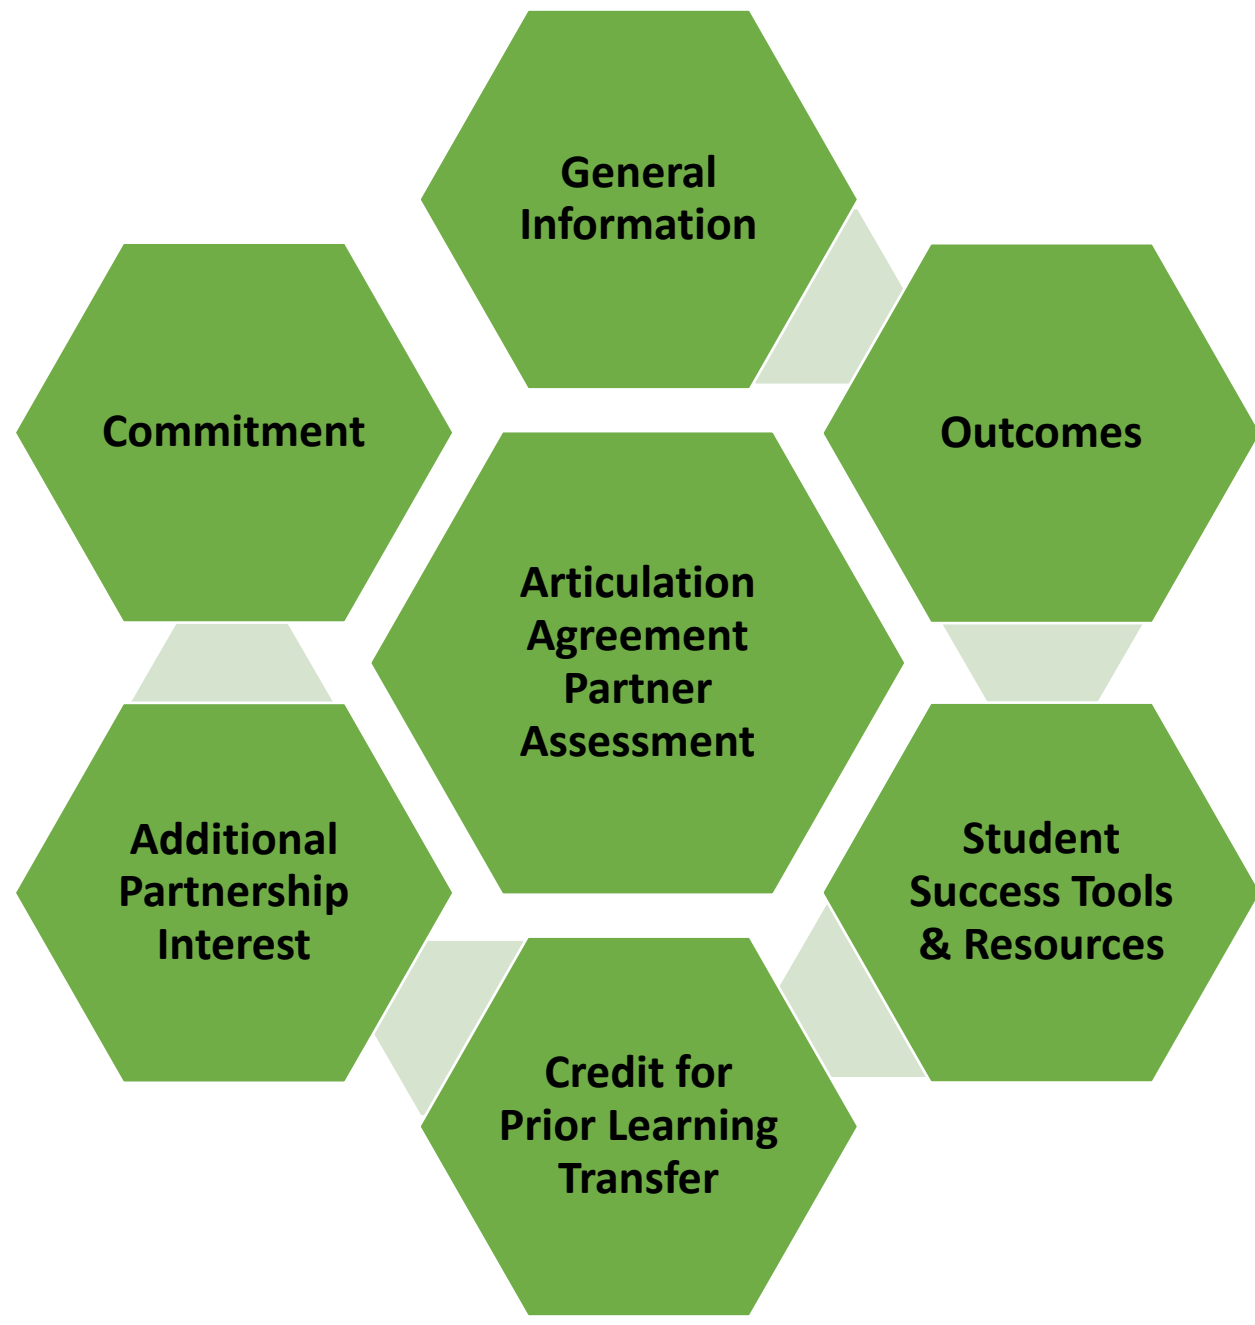 General
Information
Outcomes
Student
Success Tools
& Resources
Credit for
Prior Learning
Transfer
Additional
Partnership
Interest
Commitment
Articulation
Agreement
Partner
Assessment